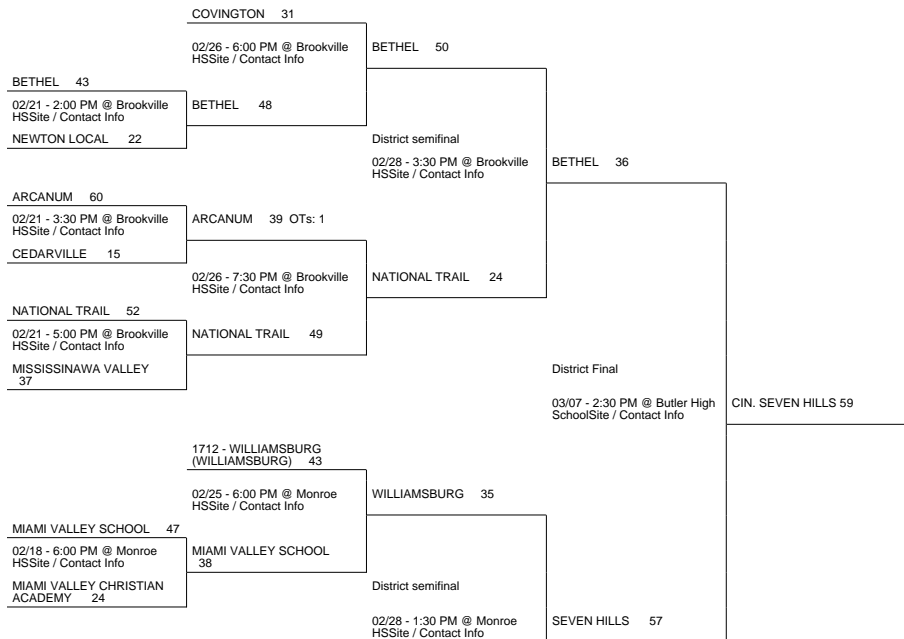 COVINGTON 31
02/26 - 6:00 PM @ Brookville
HSSite / Contact Info
BETHEL 50
BETHEL 43
02/21 - 2:00 PM @ Brookville
HSSite / Contact Info
BETHEL 48
NEWTON LOCAL 22
District semifinal
02/28 - 3:30 PM @ Brookville
HSSite / Contact Info
BETHEL 36
ARCANUM 60
02/21 - 3:30 PM @ Brookville
HSSite / Contact Info
ARCANUM 39 OTs: 1
CEDARVILLE 15
02/26 - 7:30 PM @ Brookville
HSSite / Contact Info
NATIONAL TRAIL 24
NATIONAL TRAIL 52
02/21 - 5:00 PM @ Brookville
HSSite / Contact Info
NATIONAL TRAIL 49
MISSISSINAWA VALLEY
37
District Final
03/07 - 2:30 PM @ Butler High
SchoolSite / Contact Info
CIN. SEVEN HILLS 59
1712 - WILLIAMSBURG
(WILLIAMSBURG) 43
02/25 - 6:00 PM @ Monroe
HSSite / Contact Info
WILLIAMSBURG 35
MIAMI VALLEY SCHOOL 47
02/18 - 6:00 PM @ Monroe
HSSite / Contact Info
MIAMI VALLEY SCHOOL
38
MIAMI VALLEY CHRISTIAN
ACADEMY 24
District semifinal
02/28 - 1:30 PM @ Monroe
HSSite / Contact Info
SEVEN HILLS 57